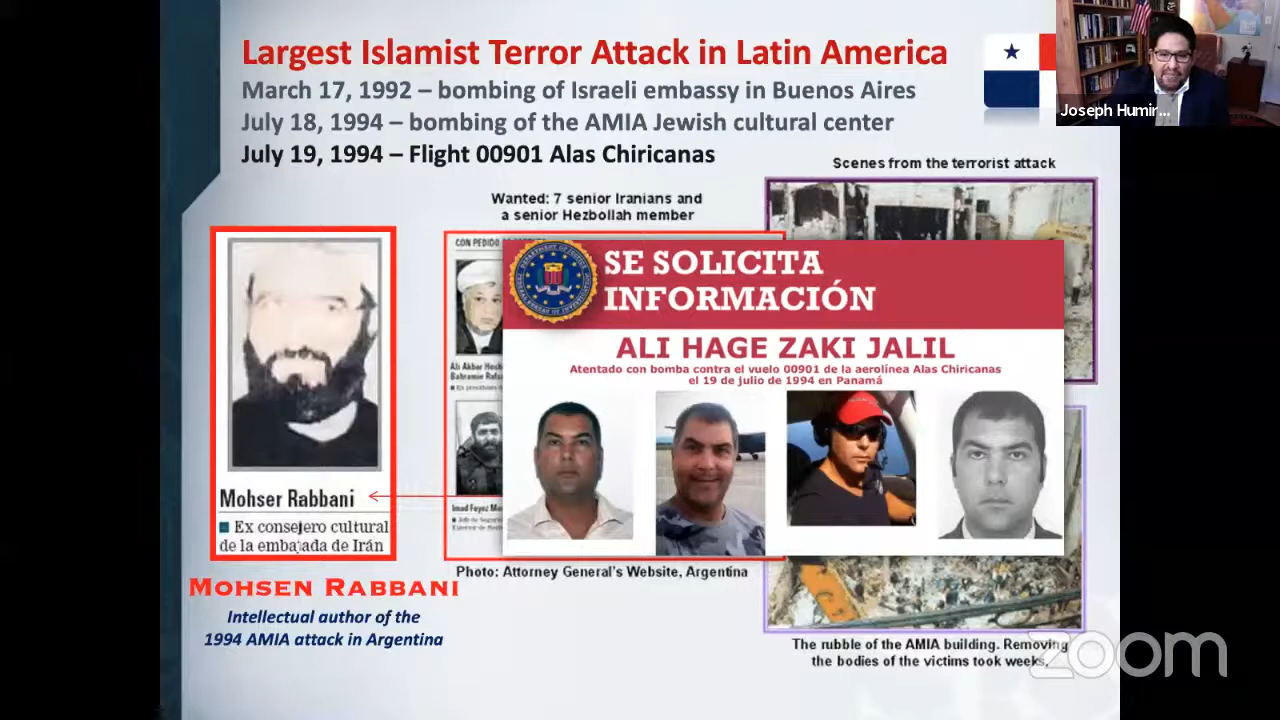 Largest Islamist Terror Attack in Latin America
March 17, 1992 – bombing of Israeli embassy in Buenos Aires
July 18, 1994 – bombing of the AMIA Jewish cultural center
July 19, 1994 – Flight 00901 Alas Chiricanas
Joseph Humir...
Scenes from the terrorist attack
Wanted: 7 senior Iranians and
a senior Hezbollah member
CON PEDIDO
SE SOLICITA
INFORMACIÓN
ALI HAGE ZAKI JALIL
Atentado con bomba contra el vuelo 00901 de la aerolínea Alas Chiricanas
el 19 de julio de 1994 en Panamá
Ali Akbar
Mohser Rabbani
Ex consejero cultural
de la embajada de Irán
MOHSEN RABBANI
Intellectual author of the
1994 AMIA attack in Argentina
Photo: Attorney General's Website, Argentina
The rubble of the AMIA building. Removing
the bodies of the victims took weeks.
zoom